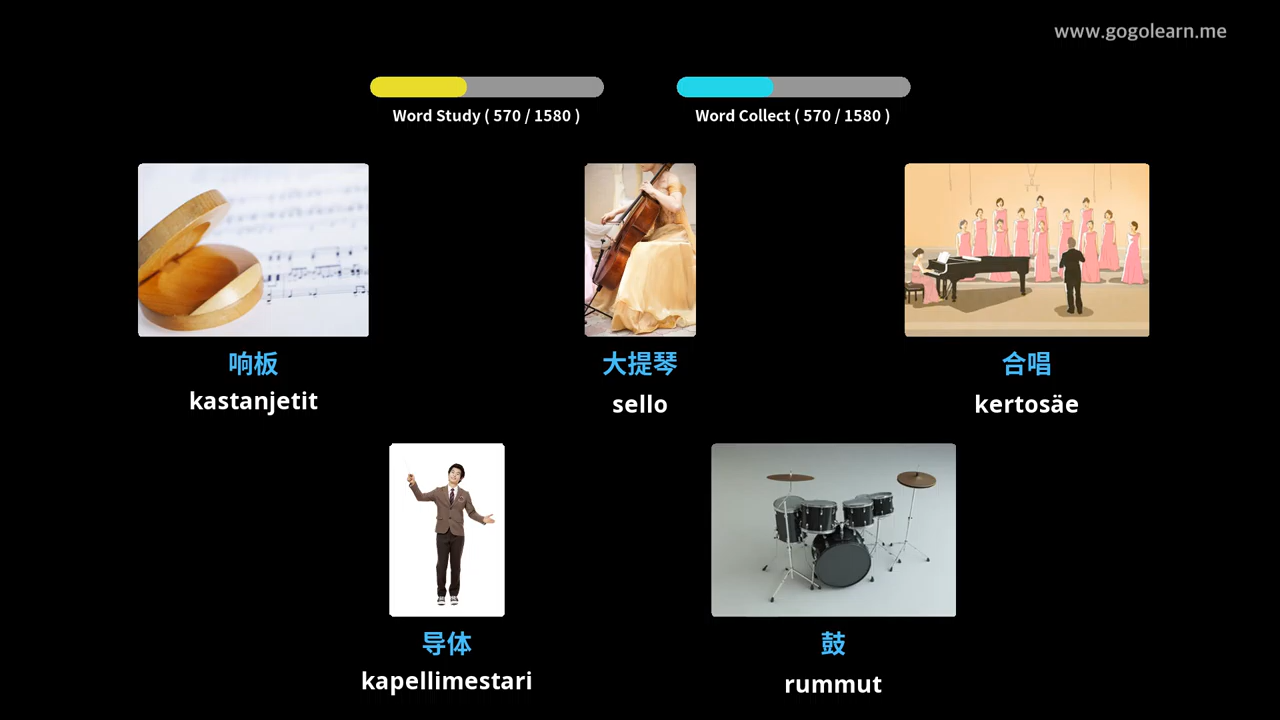 www.gogolearn.me
Word Study ( 570 / 1580 )
Word Collect ( 570 / 1580 )
响板
kastanjetit
大提琴
sello
合唱
kertosäe
导体
kapellimestari
鼓
rummut